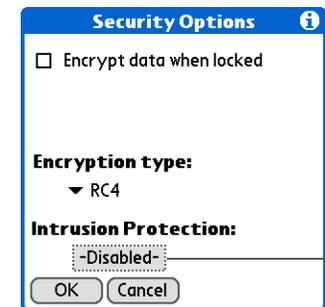 Security Options
Encrypt data when locked
Encryption type:
RC4
Intrusion Protection:
-Disabled-
OK Cancel